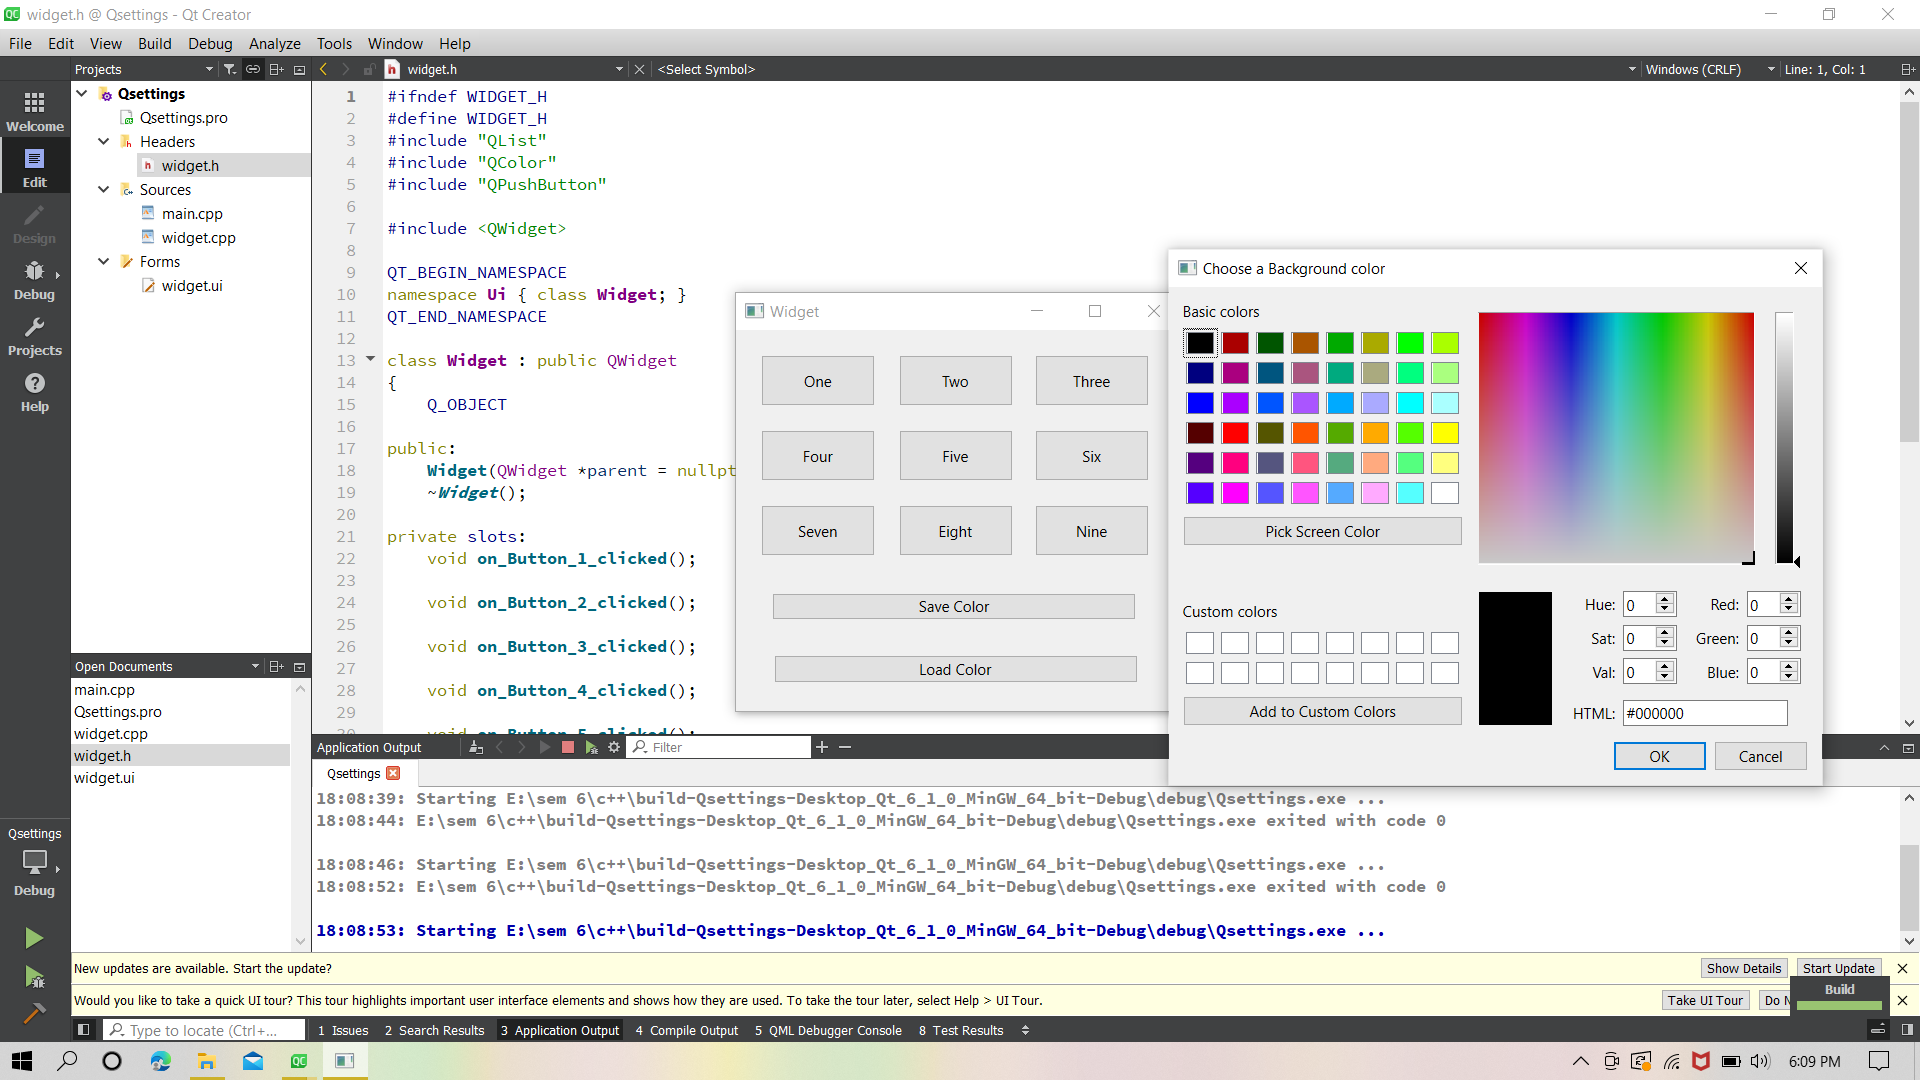 widget.h @ Qsettings - Qt Creator
File Edit View Build Debug Analyze Tools Window Help
Projects
widget.h
<Select Symbol>
Windows (CRLF)
Line: 1, Col: 1
Welcome
Edit
Design
Debug
Projects
Help
Qsettings
Qsettings.pro
Headers
widget.h
Sources
main.cpp
widget.cpp
Forms
widget.ui
1 #ifndef WIDGET_H
2 #define WIDGET_H
3 #include "QList"
4 #include "QColor"
5 #include "QPushButton"
6
7 #include <QWidget>
8
9 QT_BEGIN_NAMESPACE
10 namespace Ui { class Widget; }
11 QT_END_NAMESPACE
12
13 class Widget : public QWidget
14 {
15 Q_OBJECT
16
17 public:
18 Widget(QWidget *parent = nullpt
19 ~Widget();
20
21 private slots:
22 void on_Button_1_clicked();
23
24 void on_Button_2_clicked();
25
26 void on_Button_3_clicked();
27
28 void on_Button_4_clicked();
29
30 void on_Button_5_clicked();
Widget
One Two Three
Four Five Six
Seven Eight Nine
Save Color
Load Color
Choose a Background color
Basic colors
Pick Screen Color
Custom colors
Add to Custom Colors
Hue: 0 Red: 0
Sat: 0 Green: 0
Val: 0 Blue: 0
HTML: #000000
OK Cancel
Open Documents
main.cpp
Qsettings.pro
widget.cpp
widget.h
widget.ui
Application Output
Filter
Qsettings
18:08:39: Starting E:\sem 6\c++\build-Qsettings-Desktop_Qt_6_1_0_MinGW_64_bit-Debug\debug\Qsettings.exe ...
18:08:44: E:\sem 6\c++\build-Qsettings-Desktop_Qt_6_1_0_MinGW_64_bit-Debug\debug\Qsettings.exe exited with code 0
18:08:46: Starting E:\sem 6\c++\build-Qsettings-Desktop_Qt_6_1_0_MinGW_64_bit-Debug\debug\Qsettings.exe ...
18:08:52: E:\sem 6\c++\build-Qsettings-Desktop_Qt_6_1_0_MinGW_64_bit-Debug\debug\Qsettings.exe exited with code 0
18:08:53: Starting E:\sem 6\c++\build-Qsettings-Desktop_Qt_6_1_0_MinGW_64_bit-Debug\debug\Qsettings.exe ...
Qsettings
Debug
New updates are available. Start the update?
Show Details Start Update
Would you like to take a quick UI tour? This tour highlights important user interface elements and shows how they are used. To take the tour later, select Help > UI Tour.
Take UI Tour Do N
Build
Type to locate (Ctrl+...
1 Issues 2 Search Results 3 Application Output 4 Compile Output 5 QML Debugger Console 8 Test Results
6:09 PM